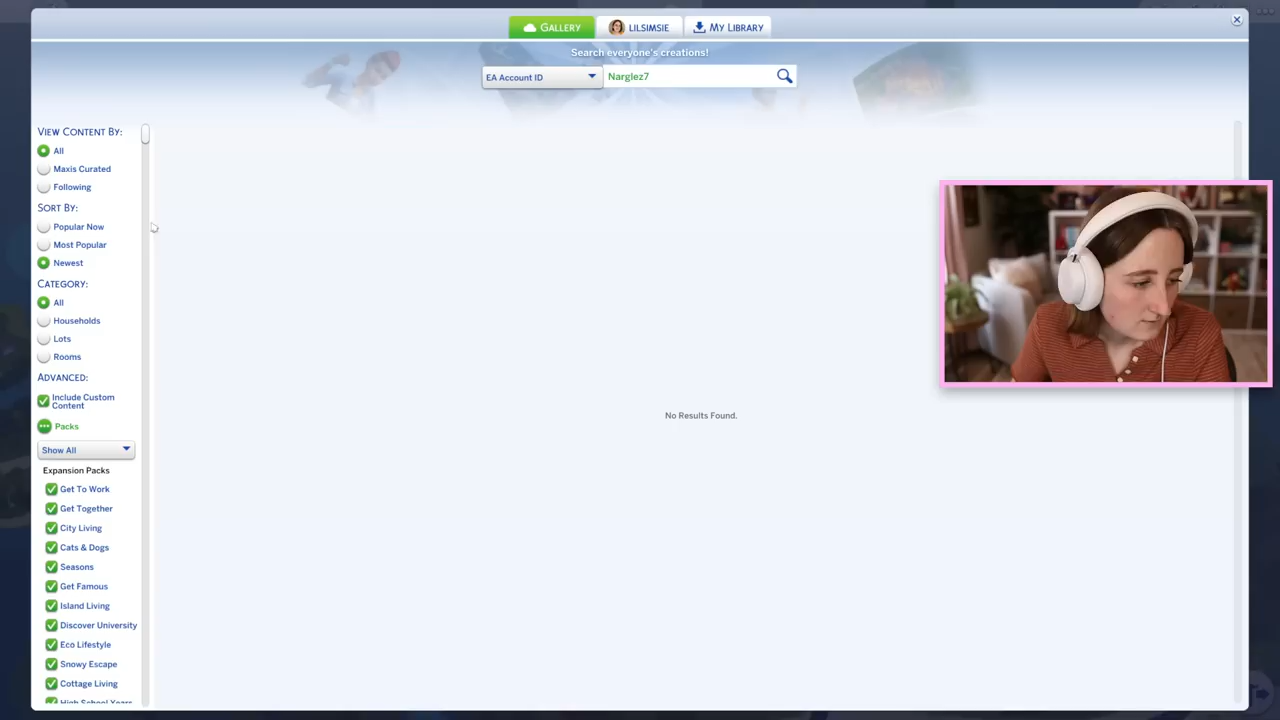 GALLERY
LILSIMSIE
MY LIBRARY
Search everyone's creations!
EA Account ID
Narglez7
VIEW CONTENT BY:
All
Maxis Curated
Following
SORT BY:
Popular Now
Most Popular
Newest
CATEGORY:
All
Households
Lots
Rooms
ADVANCED:
Include Custom
Content
Packs
Show All
Expansion Packs
Get To Work
Get Together
City Living
Cats & Dogs
Seasons
Get Famous
Island Living
Discover University
Eco Lifestyle
Snowy Escape
Cottage Living
High School Years
No Results Found.